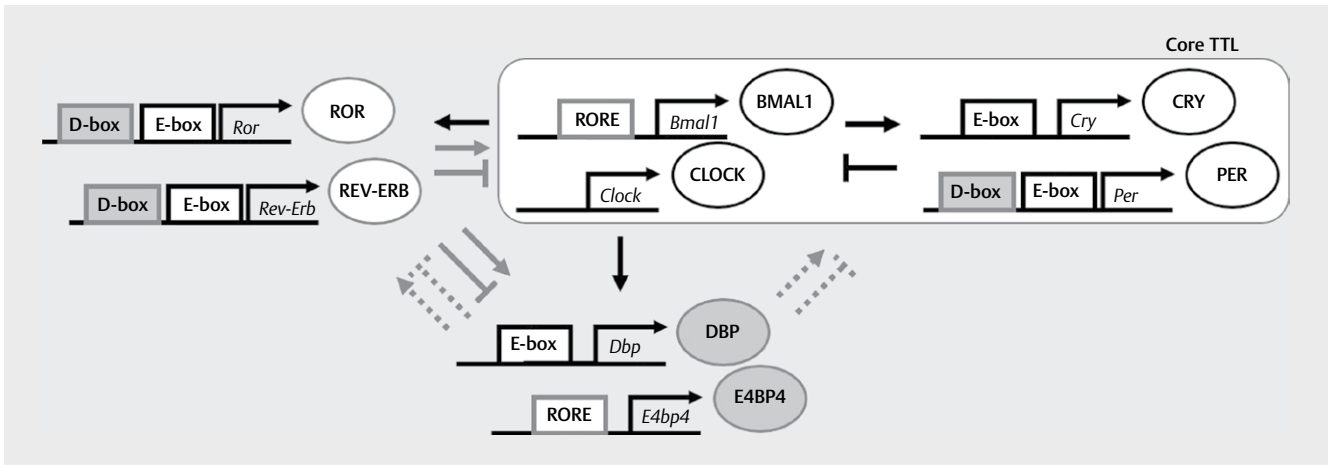 Core TTL
D-box E-box Ror ROR
D-box E-box Rev-Erb REV-ERB
RORE Bmal1 BMAL1
Clock CLOCK
E-box Cry CRY
D-box E-box Per PER
E-box Dbp DBP
RORE E4bp4 E4BP4